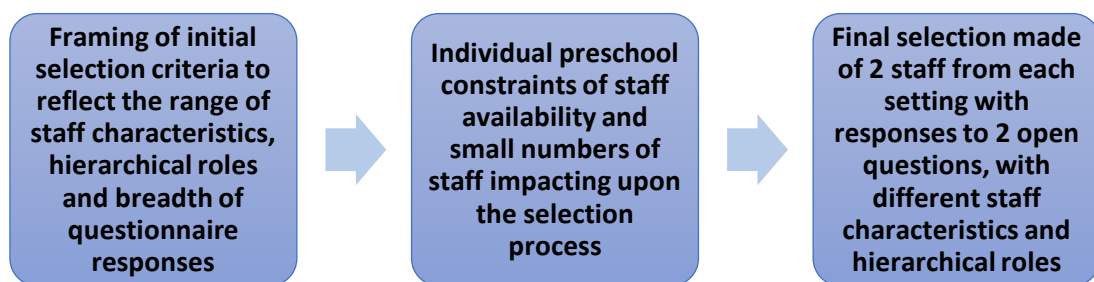 Framing of initial
selection criteria to
reflect the range of
staff characteristics,
hierarchical roles
and breadth of
questionnaire
responses
Individual preschool
constraints of staff
availability and
small numbers of
staff impacting upon
the selection
process
Final selection made
of 2 staff from each
setting with
responses to 2 open
questions, with
different staff
characteristics and
hierarchical roles